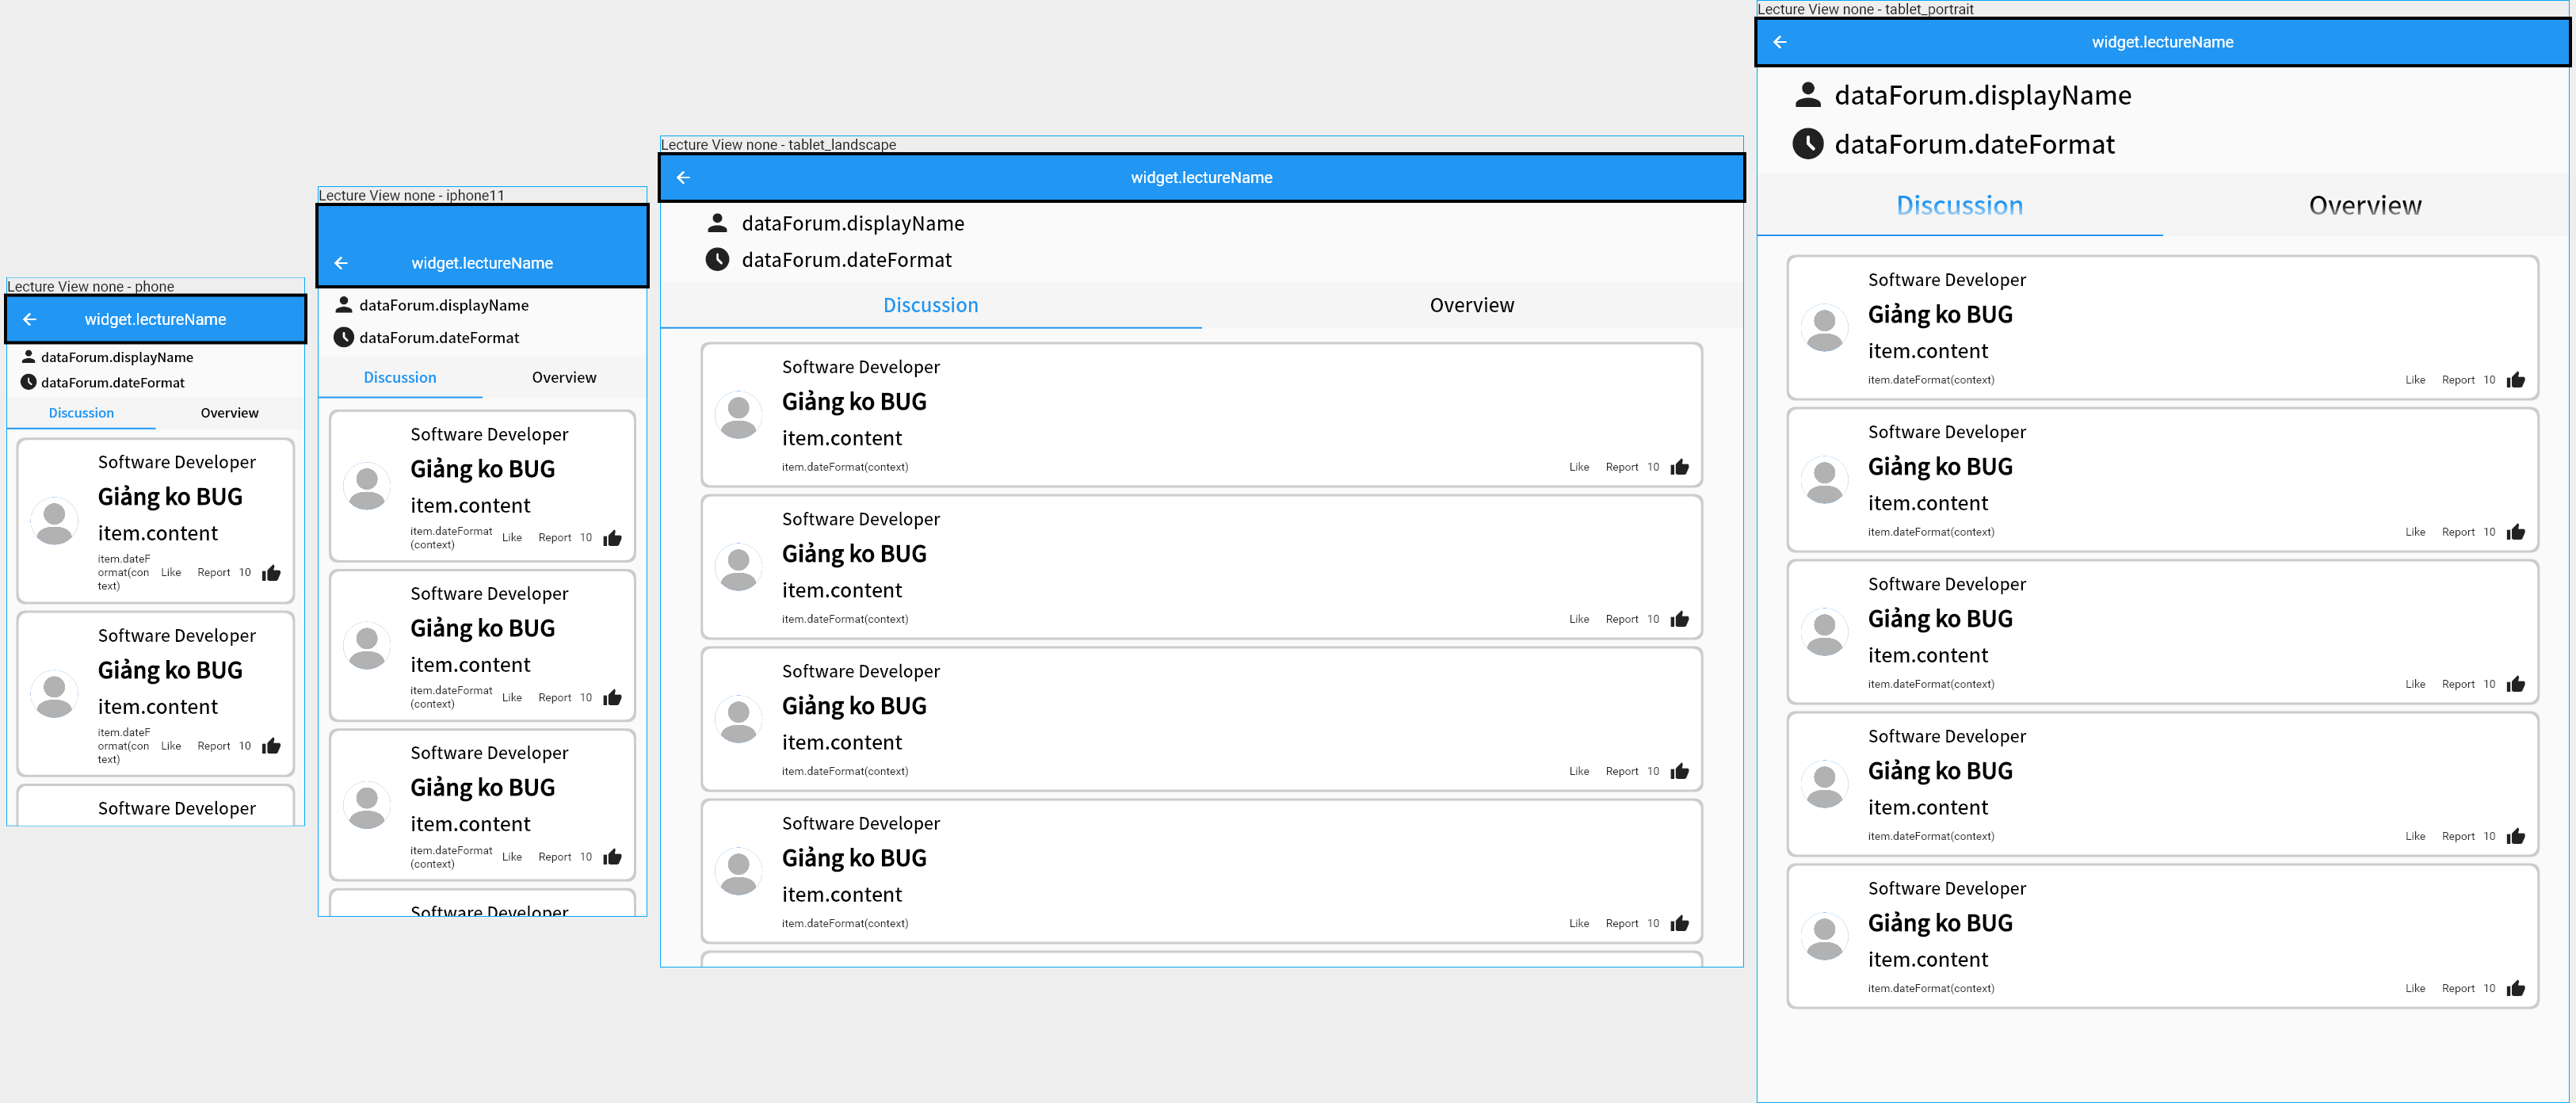 Lecture View none - phone
widget.lectureName
dataForum.displayName
dataForum.dateFormat
Discussion Overview
Software Developer
Giảng ko BUG
item.content
item.dateF
ormat(con
text)
Like Report 10
Software Developer
Giảng ko BUG
item.content
item.dateF
ormat(con
text)
Like Report 10
Software Developer
Lecture View none - iphone11
widget.lectureName
dataForum.displayName
dataForum.dateFormat
Discussion Overview
Software Developer
Giảng ko BUG
item.content
item.dateFormat
(context)
Like Report 10
Software Developer
Giảng ko BUG
item.content
item.dateFormat
(context)
Like Report 10
Software Developer
Giảng ko BUG
item.content
item.dateFormat
(context)
Like Report 10
Software Developer
Lecture View none - tablet_landscape
widget.lectureName
dataForum.displayName
dataForum.dateFormat
Discussion Overview
Software Developer
Giảng ko BUG
item.content
item.dateFormat(context) Like Report 10
Software Developer
Giảng ko BUG
item.content
item.dateFormat(context) Like Report 10
Software Developer
Giảng ko BUG
item.content
item.dateFormat(context) Like Report 10
Software Developer
Giảng ko BUG
item.content
item.dateFormat(context) Like Report 10
Lecture View none - tablet_portrait
widget.lectureName
dataForum.displayName
dataForum.dateFormat
Discussion Overview
Software Developer
Giảng ko BUG
item.content
item.dateFormat(context) Like Report 10
Software Developer
Giảng ko BUG
item.content
item.dateFormat(context) Like Report 10
Software Developer
Giảng ko BUG
item.content
item.dateFormat(context) Like Report 10
Software Developer
Giảng ko BUG
item.content
item.dateFormat(context) Like Report 10
Software Developer
Giảng ko BUG
item.content
item.dateFormat(context) Like Report 10